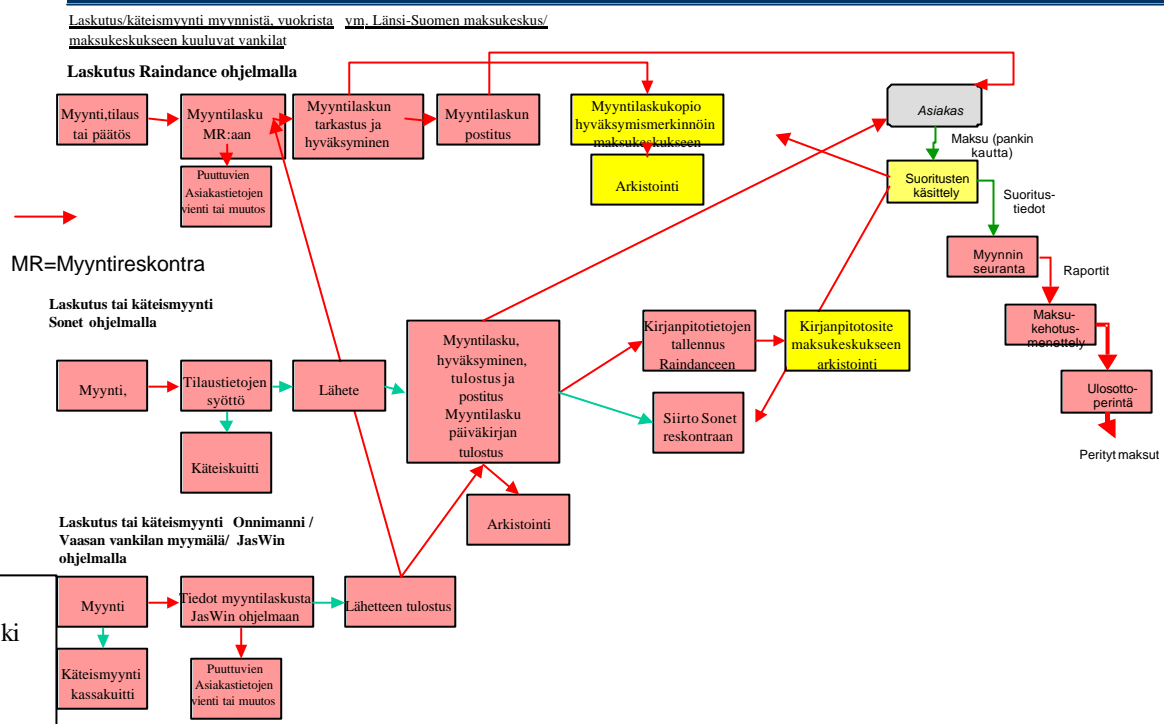 Laskutus/käteismyynti myynnistä, vuokrista ym. Länsi-Suomen maksukeskus/
maksukeskukseen kuuluvat vankilat
Laskutus Raindance ohjelmalla
Myynti,tilaus
tai päätös
Myyntilasku
MR:aan
Myyntilaskun
tarkastus ja
hyväksyminen
Myyntilaskun
postitus
Myyntilaskukopio
hyväksymismerkinnöin
maksukeskukseen
Asiakas
Maksu (pankin
kautta)
Puuttuvien
Asiakastietojen
vienti tai muutos
Arkistointi
Suoritusten
käsittely
Suoritus-
tiedot
MR=Myyntireskontra
Myynnin
seuranta
Raportit
Laskutus tai käteismyynti
Sonet ohjelmalla
Maksu-
kehotus-
menettely
Myynti,
Tilaustietojen
syöttö
Lähete
Myyntilasku,
hyväksyminen,
tulostus ja
postitus
Myyntilasku
päiväkirjan
tulostus
Kirjanpitotietojen
tallennus
Raindanceen
Kirjanpitotosite
maksukeskukseen
arkistointi
Ulosotto-
perintä
Siirto Sonet
reskontraan
Perityt maksut
Käteiskuitti
Arkistointi
Laskutus tai käteismyynti Onnimanni /
Vaasan vankilan myymälä/ JasWin
ohjelmalla
Myynti
Tiedot myyntilaskusta
JasWin ohjelmaan
Lähetteen tulostus
ki
Käteismyynti
kassakuitti
Puuttuvien
Asiakastietojen
vienti tai muutos